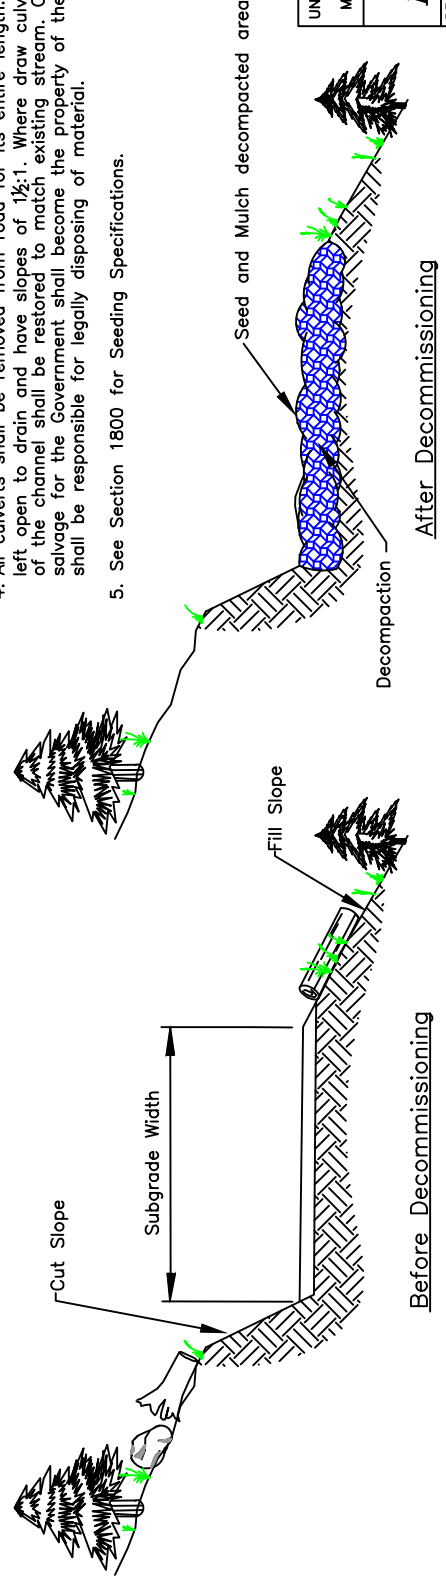 4. All culverts shall be removed from road for its entire length.
left open to drain and have slopes of 1½:1. Where draw culv
of the channel shall be restored to match existing stream. C
salvage for the Government shall become the property of the
shall be responsible for legally disposing of material.
5. See Section 1800 for Seeding Specifications.
UN
M
Cut Slope
Subgrade Width
Fill Slope
Before Decommissioning
Seed and Mulch decompacted area
Decompaction
After Decommissioning